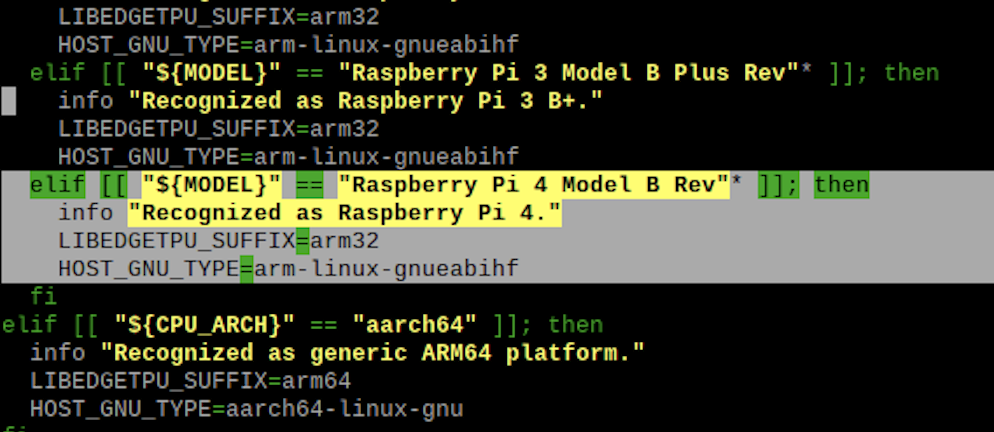 LIBEDGETPU_SUFFIX=arm32
HOST_GNU_TYPE=arm-linux-gnueabihf
elif [[ "${MODEL}" == "Raspberry Pi 3 Model B Plus Rev"* ]]; then
info "Recognized as Raspberry Pi 3 B+."
LIBEDGETPU_SUFFIX=arm32
HOST_GNU_TYPE=arm-linux-gnueabihf
elif [[ "${MODEL}" == "Raspberry Pi 4 Model B Rev"* ]]; then
info "Recognized as Raspberry Pi 4."
LIBEDGETPU_SUFFIX=arm32
HOST_GNU_TYPE=arm-linux-gnueabihf
fi
elif [[ "${CPU_ARCH}" == "aarch64" ]]; then
info "Recognized as generic ARM64 platform."
LIBEDGETPU_SUFFIX=arm64
HOST_GNU_TYPE=aarch64-linux-gnu